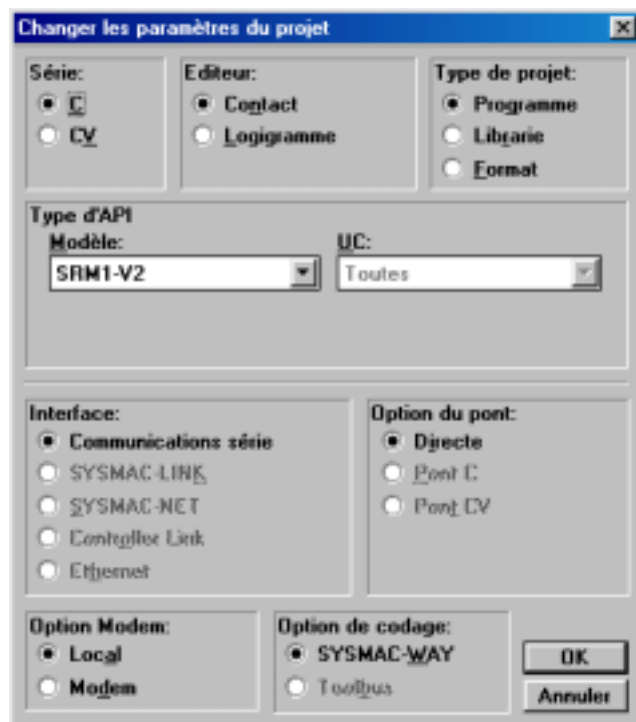 Changer les paramètres du projet
Série:
C
CV
Editeur:
Contact
Logigramme
Type de projet:
Programme
Librarie
Format
Type d'API
Modèle:
SRM1-V2
UC:
Toutes
Interface:
Communications série
SYSMAC-LINK
SYSMAC-NET
Controller Link
Ethernet
Option du pont:
Directe
Pont C
Pont CV
Option Modem:
Local
Modem
Option de codage:
SYSMAC-WAY
Toolbus
OK
Annuler